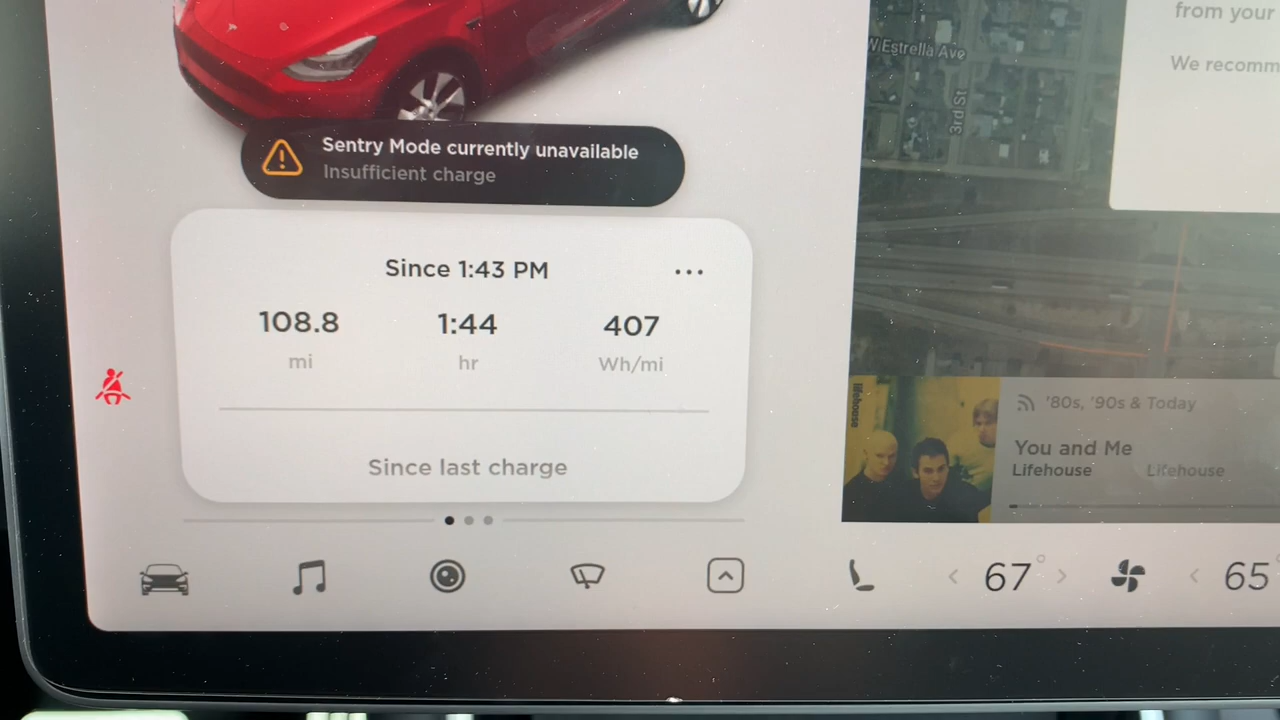 from your
W Estrella Ave
We recomm
3rd St
Sentry Mode currently unavailable
Insufficient charge
Since 1:43 PM
108.8 1:44 407
mi hr Wh/mi
Since last charge
lifehouse
'80s, '90s & Today
You and Me
Lifehouse Lifehouse
67° 65°